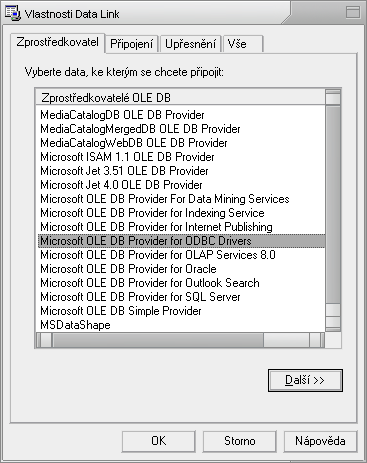 Vlastnosti Data Link
Zprostředkovatel Připojení Upřesnění Vše
Vyberte data, ke kterým se chcete připojit:
Zprostředkovatelé OLE DB
MediaCatalogDB OLE DB Provider
MediaCatalogMergedDB OLE DB Provider
MediaCatalogWebDB OLE DB Provider
Microsoft ISAM 1.1 OLE DB Provider
Microsoft Jet 3.51 OLE DB Provider
Microsoft Jet 4.0 OLE DB Provider
Microsoft OLE DB Provider For Data Mining Services
Microsoft OLE DB Provider for Indexing Service
Microsoft OLE DB Provider for Internet Publishing
Microsoft OLE DB Provider for ODBC Drivers
Microsoft OLE DB Provider for OLAP Services 8.0
Microsoft OLE DB Provider for Oracle
Microsoft OLE DB Provider for Outlook Search
Microsoft OLE DB Provider for SQL Server
Microsoft OLE DB Simple Provider
MSDataShape
Další >>
OK Storno Nápověda